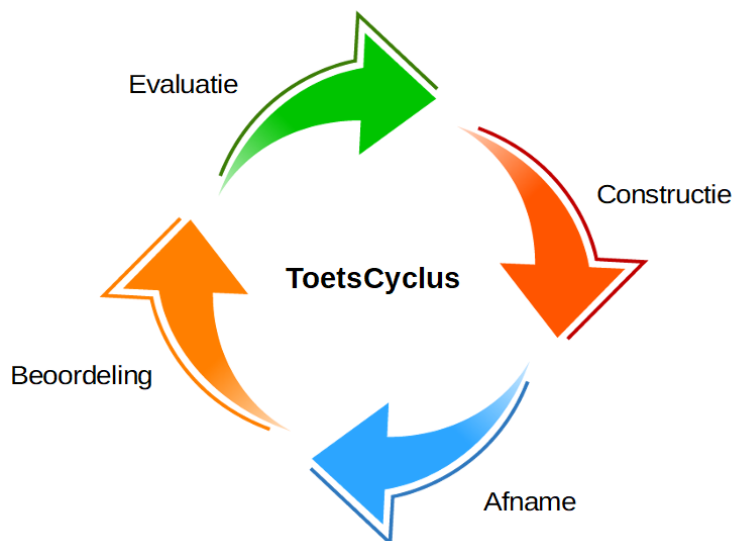 Evaluatie
Constructie
ToetsCyclus
Beoordeling
Afname